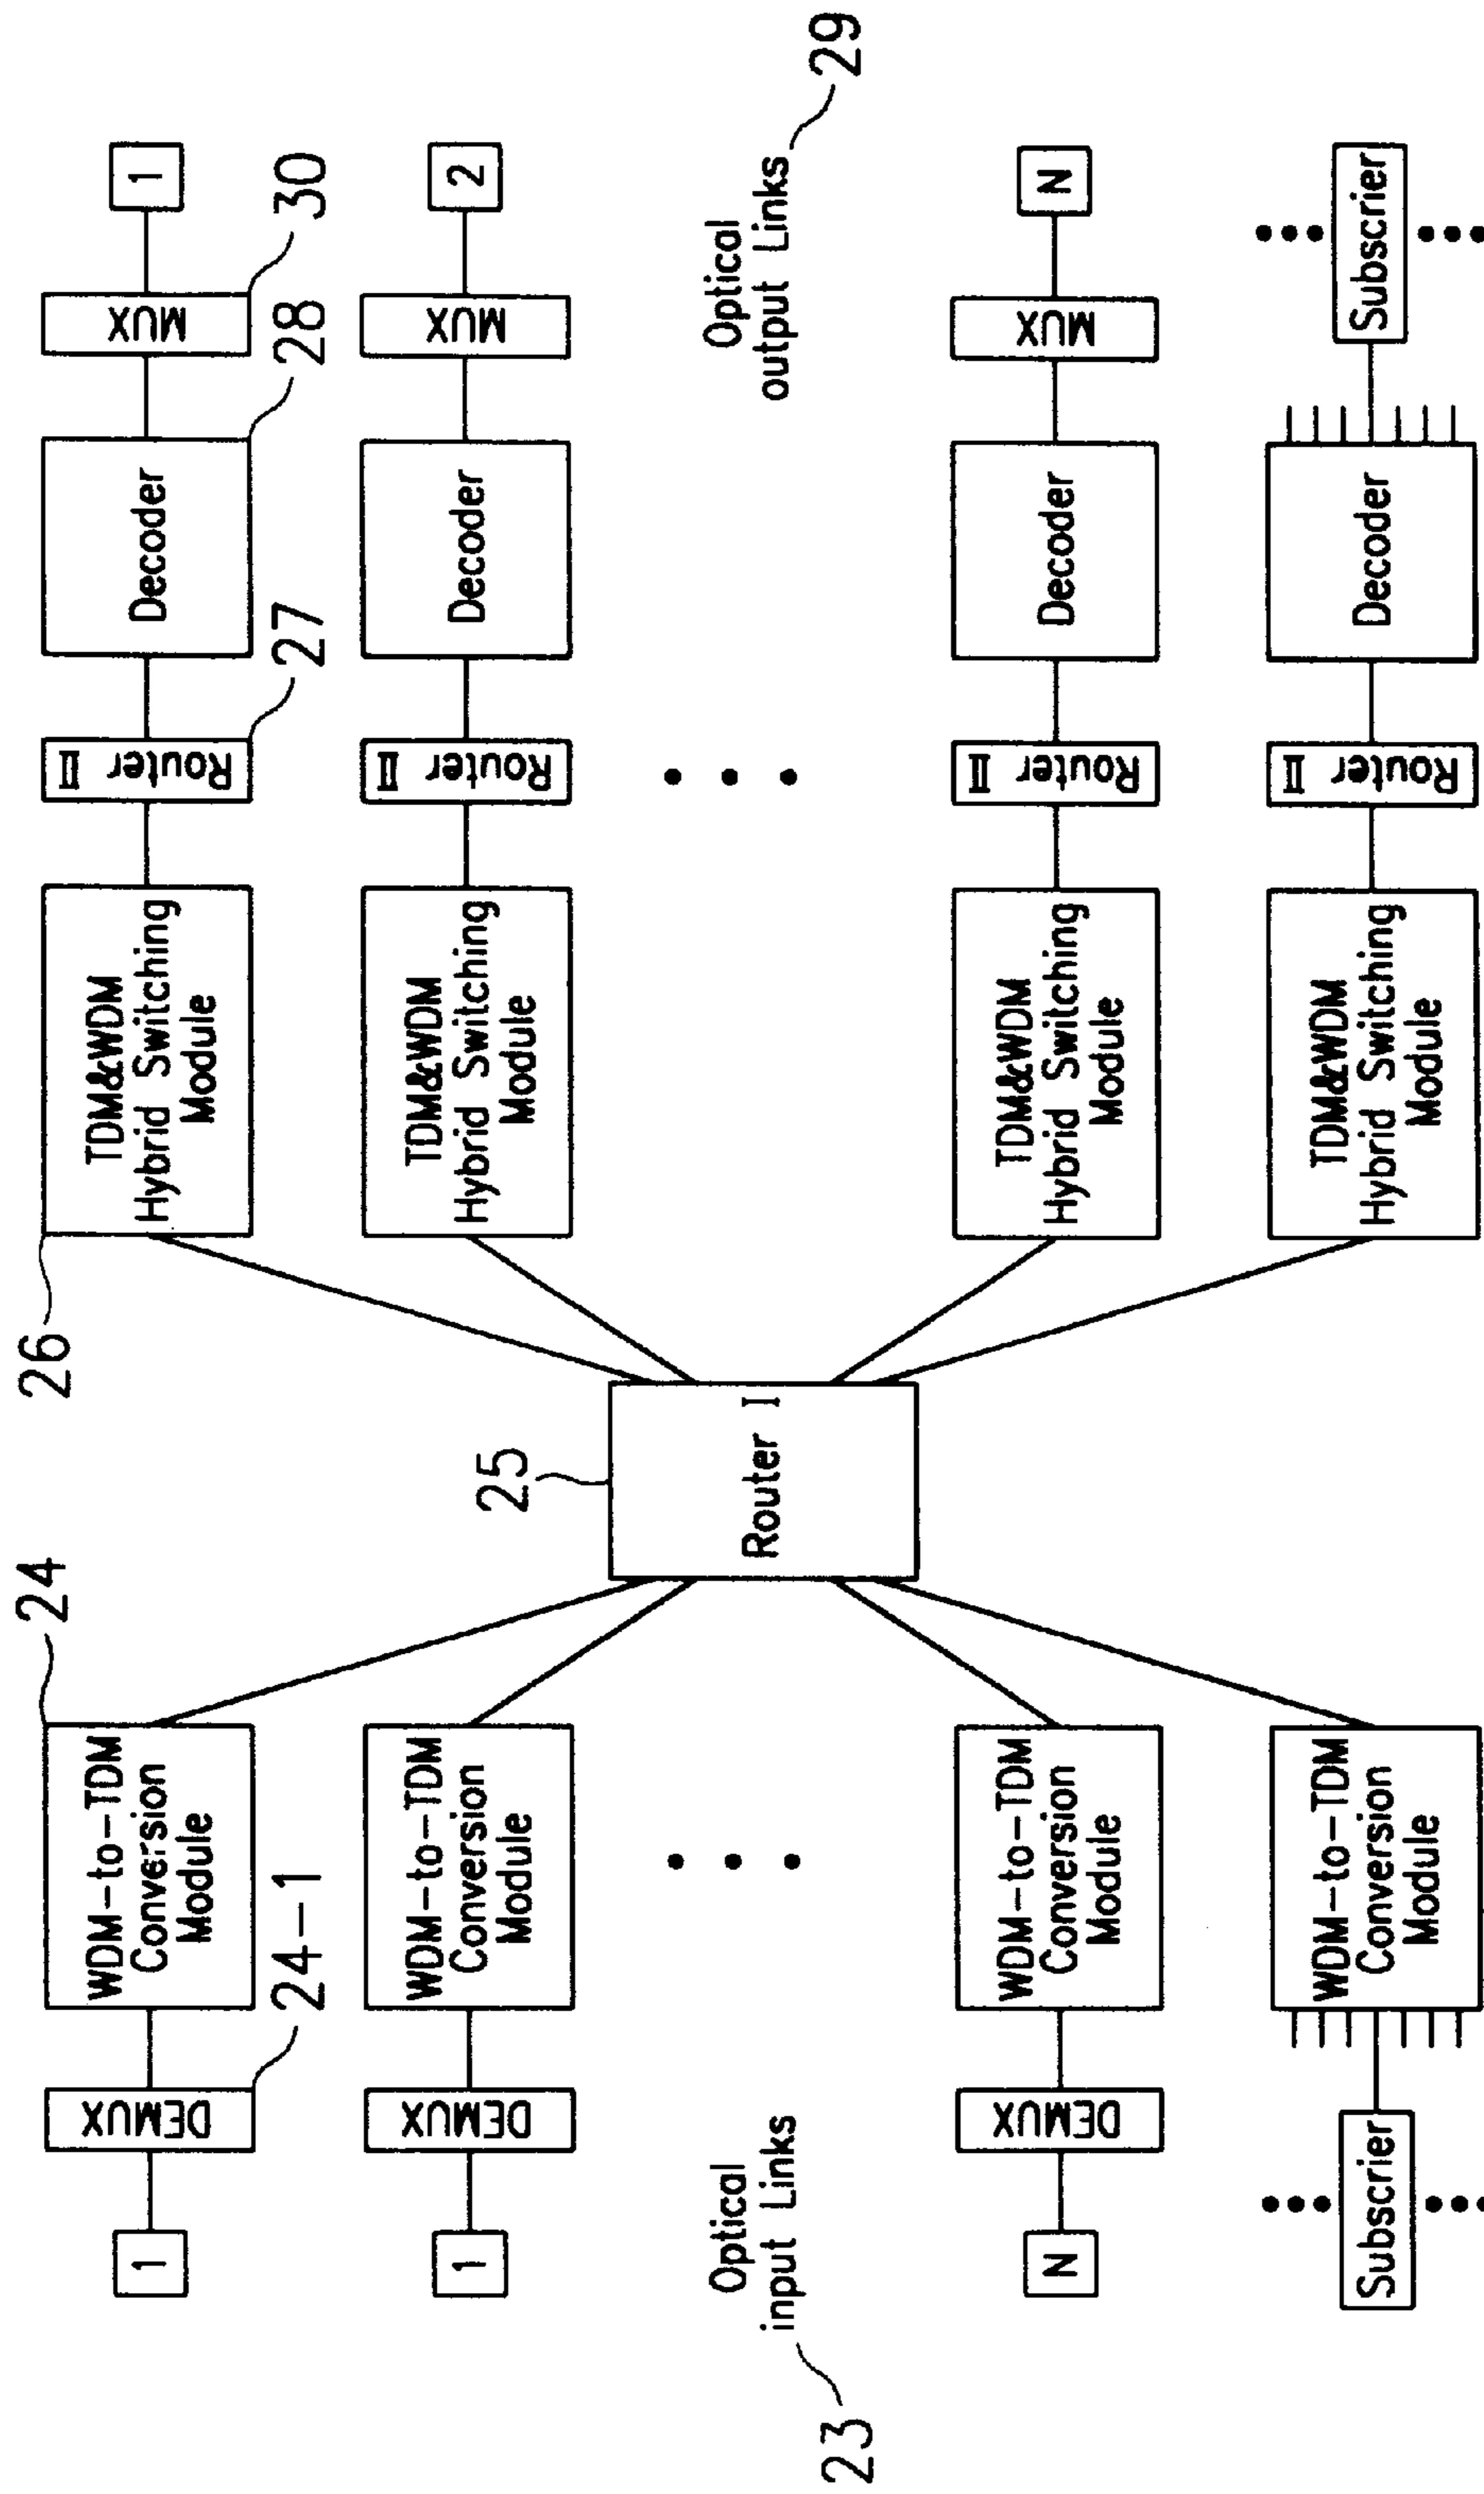 24
26
1
DEMUX
WDM-to-TDM
Conversion
Module
TDM&WDM
Hybrid Switching
Module
Router II
Decoder
MUX
1
24-1
27
28
30
1
DEMUX
WDM-to-TDM
Conversion
Module
TDM&WDM
Hybrid Switching
Module
Router II
Decoder
MUX
2
25
Router I
Optical
input Links
23
Optical
output Links
29
N
DEMUX
WDM-to-TDM
Conversion
Module
TDM&WDM
Hybrid Switching
Module
Router II
Decoder
MUX
N
Subscrier
WDM-to-TDM
Conversion
Module
TDM&WDM
Hybrid Switching
Module
Router II
Decoder
Subscrier